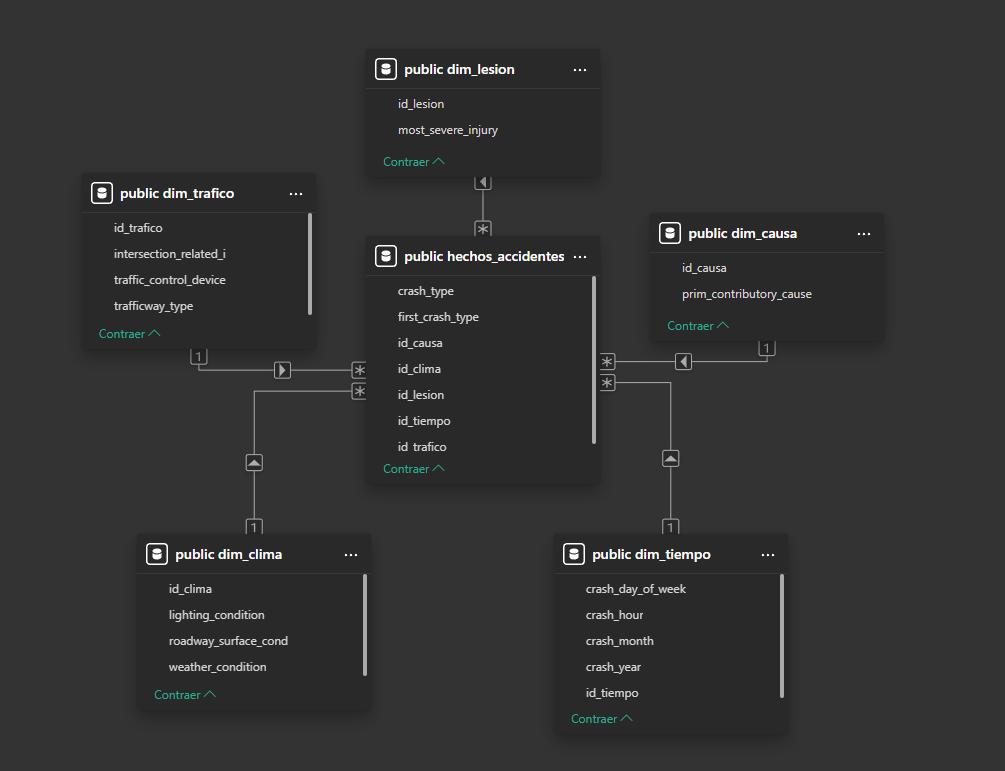 public dim_lesion
id_lesion
most_severe_injury
Contraer
public dim_trafico
id_trafico
intersection_related_i
traffic_control_device
trafficway_type
Contraer
1
public hechos_accidentes
crash_type
first_crash_type
id_causa
id_clima
id_lesion
id_tiempo
id_trafico
Contraer
*
*
*
*
*
public dim_causa
id_causa
prim_contributory_cause
Contraer
1
public dim_clima
id_clima
lighting_condition
roadway_surface_cond
weather_condition
Contraer
1
public dim_tiempo
crash_day_of_week
crash_hour
crash_month
crash_year
id_tiempo
Contraer
1